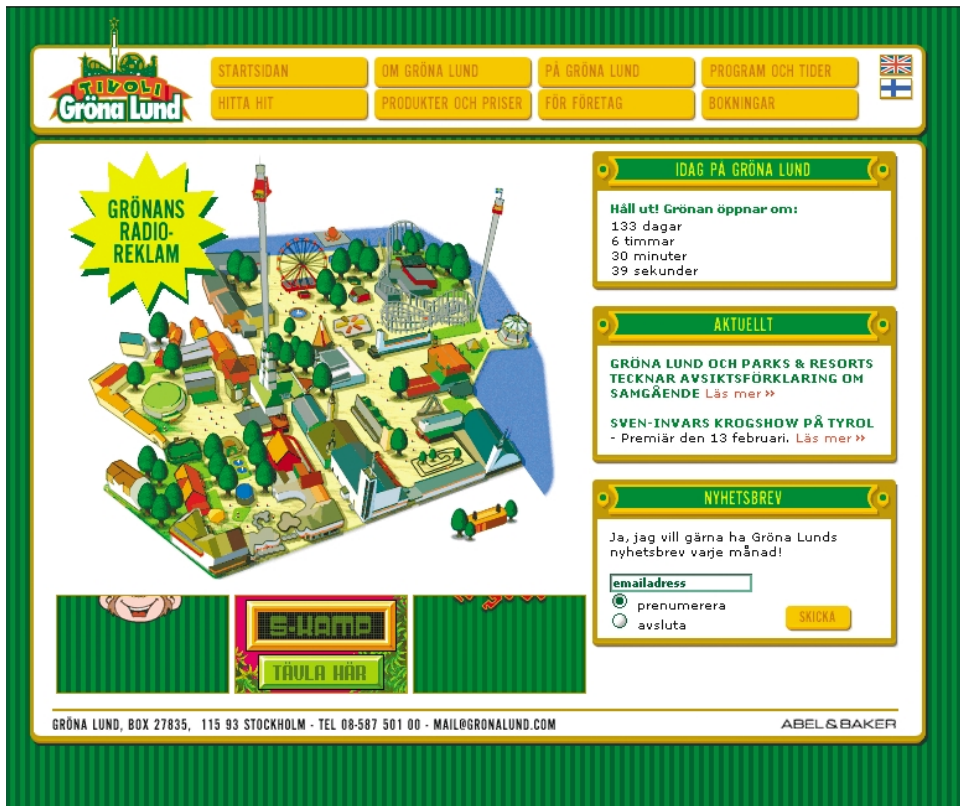 TIVOLI
Gröna Lund
STARTSIDAN
OM GRÖNA LUND
PÅ GRÖNA LUND
PROGRAM OCH TIDER
HITTA HIT
PRODUKTER OCH PRISER
FÖR FÖRETAG
BOKNINGAR
GRÖNANS
RADIO-
REKLAM
IDAG PÅ GRÖNA LUND
Håll ut! Grönan öppnar om:
133 dagar
6 timmar
30 minuter
39 sekunder
AKTUELLT
GRÖNA LUND OCH PARKS & RESORTS
TECKNAR AVSIKTSFÖRKLARING OM
SAMGÅENDE Läs mer »
SVEN-INVARS KROGSHOW PÅ TYROL
- Premiär den 13 februari. Läs mer »
NYHETSBREV
Ja, jag vill gärna ha Gröna Lunds
nyhetsbrev varje månad!
emailadress
prenumerera
avsluta
SKICKA
5-KAMP
TÄVLA HÄR
GRÖNA LUND, BOX 27835, 115 93 STOCKHOLM - TEL 08-587 501 00 - MAIL@GRONALUND.COM
ABEL&BAKER